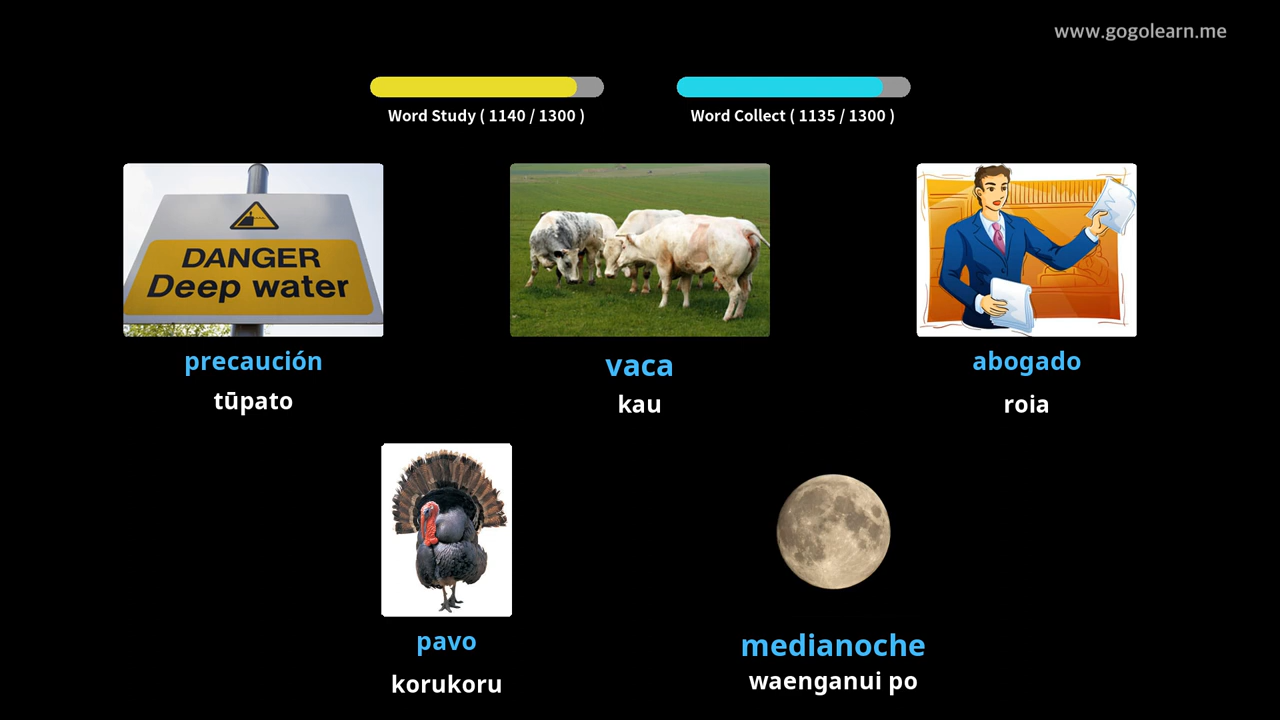 www.gogolearn.me
Word Study ( 1140 / 1300 )
Word Collect ( 1135 / 1300 )
DANGER
Deep water
precaución
vaca
abogado
tūpato
kau
roia
pavo
medianoche
korukoru
waenganui po